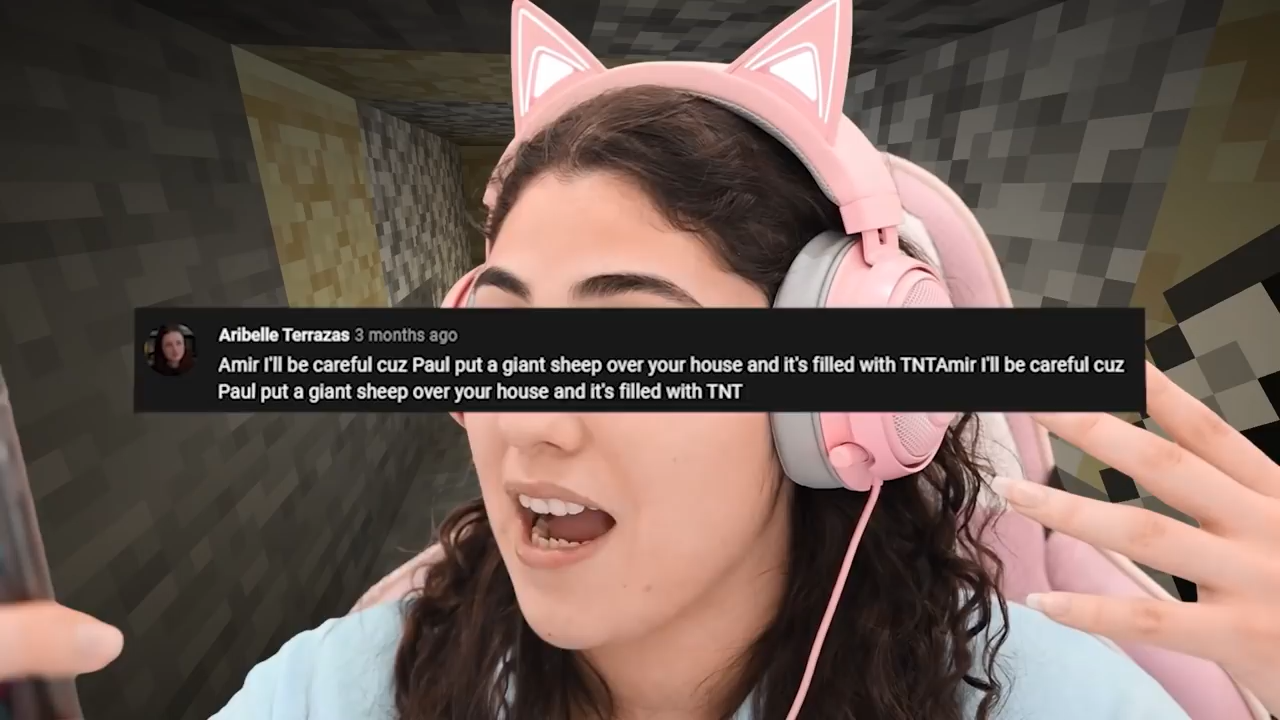 Aribelle Terrazas 3 months ago
Amir I'll be careful cuz Paul put a giant sheep over your house and it's filled with TNTAmir I'll be careful cuz
Paul put a giant sheep over your house and it's filled with TNT